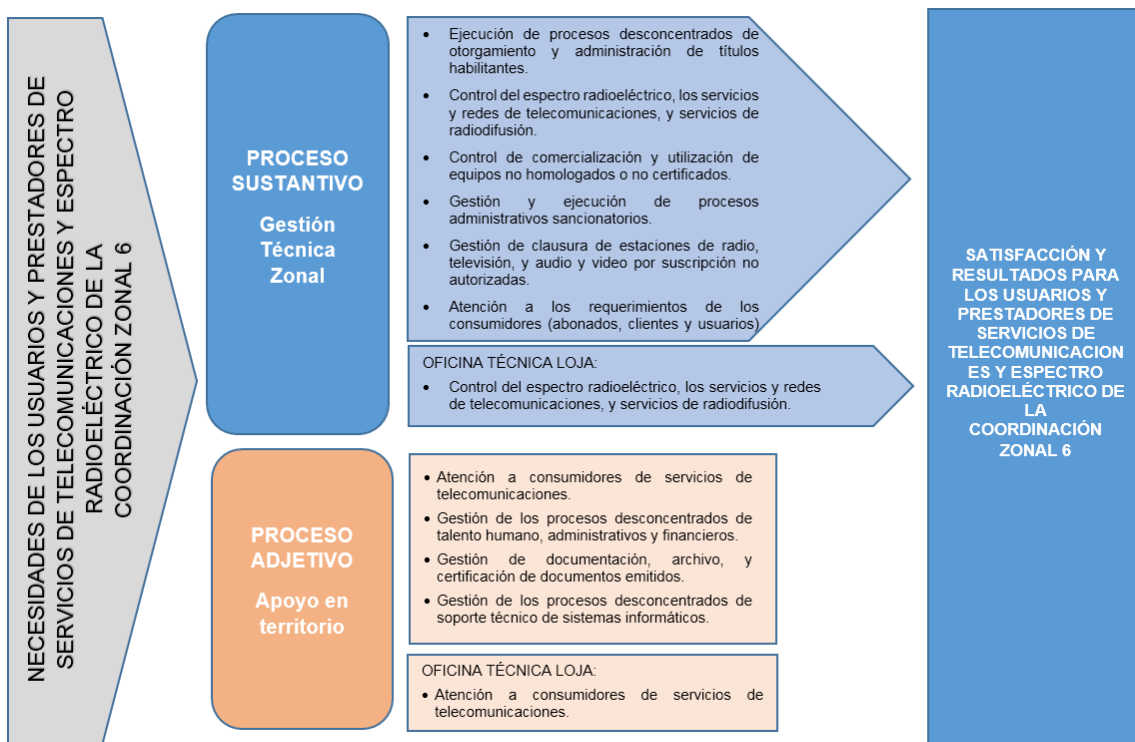 NECESIDADES DE LOS USUARIOS Y PRESTADORES DE
SERVICIOS DE TELECOMUNICACIONES Y ESPECTRO
RADIOELÉCTRICO DE LA
COORDINACIÓN ZONAL 6
PROCESO
SUSTANTIVO
Gestión
Técnica
Zonal
• Ejecución de procesos desconcentrados de
otorgamiento y administración de títulos
habilitantes.
• Control del espectro radioeléctrico, los servicios
y redes de telecomunicaciones, y servicios de
radiodifusión.
• Control de comercialización y utilización de
equipos no homologados o no certificados.
• Gestión y ejecución de procesos
administrativos sancionatorios.
• Gestión de clausura de estaciones de radio,
televisión, y audio y video por suscripción no
autorizadas.
• Atención a los requerimientos de los
consumidores (abonados, clientes y usuarios)
OFICINA TÉCNICA LOJA:
• Control del espectro radioeléctrico, los servicios y redes
de telecomunicaciones, y servicios de radiodifusión.
PROCESO
ADJETIVO
Apoyo en
territorio
• Atención a consumidores de servicios de
telecomunicaciones.
• Gestión de los procesos desconcentrados de
talento humano, administrativos y financieros.
• Gestión de documentación, archivo, y
certificación de documentos emitidos.
• Gestión de los procesos desconcentrados de
soporte técnico de sistemas informáticos.
OFICINA TÉCNICA LOJA:
• Atención a consumidores de servicios de
telecomunicaciones.
SATISFACCIÓN Y
RESULTADOS PARA
LOS USUARIOS Y
PRESTADORES DE
SERVICIOS DE
TELECOMUNICACION
ES Y ESPECTRO
RADIOELÉCTRICO DE
LA
COORDINACIÓN
ZONAL 6